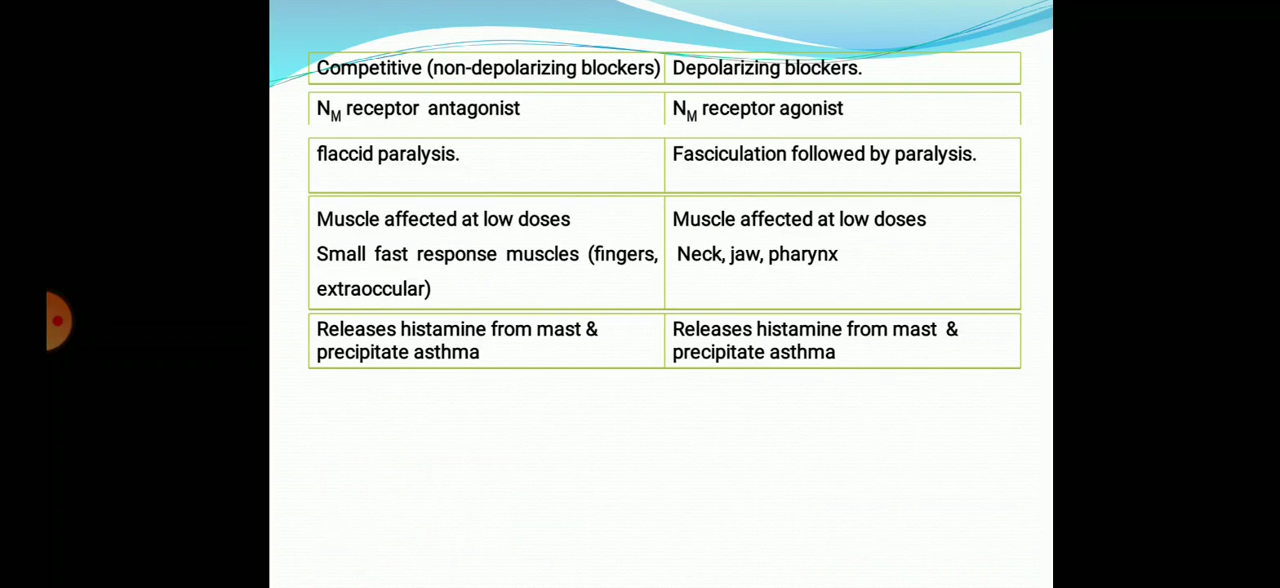 Competitive (non-depolarizing blockers) Depolarizing blockers.
NM receptor antagonist NM receptor agonist
flaccid paralysis. Fasciculation followed by paralysis.
Muscle affected at low doses
Small fast response muscles (fingers,
extraoccular)
Muscle affected at low doses
Neck, jaw, pharynx
Releases histamine from mast &
precipitate asthma
Releases histamine from mast &
precipitate asthma